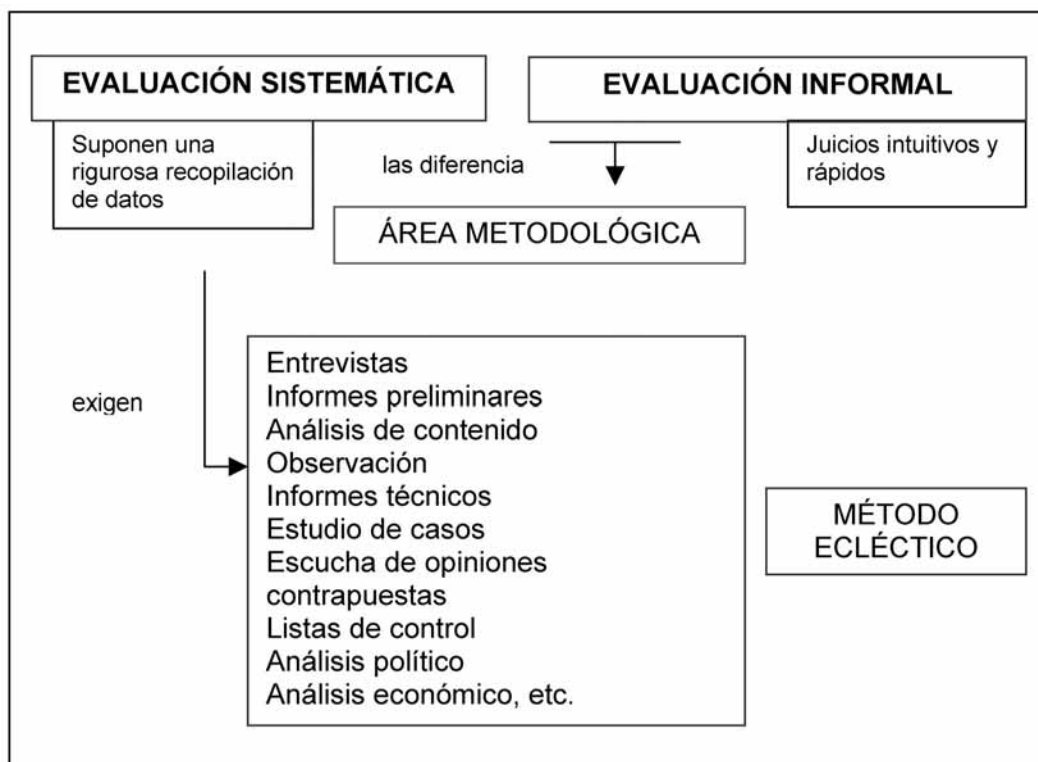 EVALUACIÓN SISTEMÁTICA
EVALUACIÓN INFORMAL
Suponen una
rigurosa recopilación
de datos
las diferencia
Juicios intuitivos y
rápidos
ÁREA METODOLÓGICA
exigen
Entrevistas
Informes preliminares
Análisis de contenido
Observación
Informes técnicos
Estudio de casos
Escucha de opiniones
contrapuestas
Listas de control
Análisis político
Análisis económico, etc.
MÉTODO
ECLÉCTICO